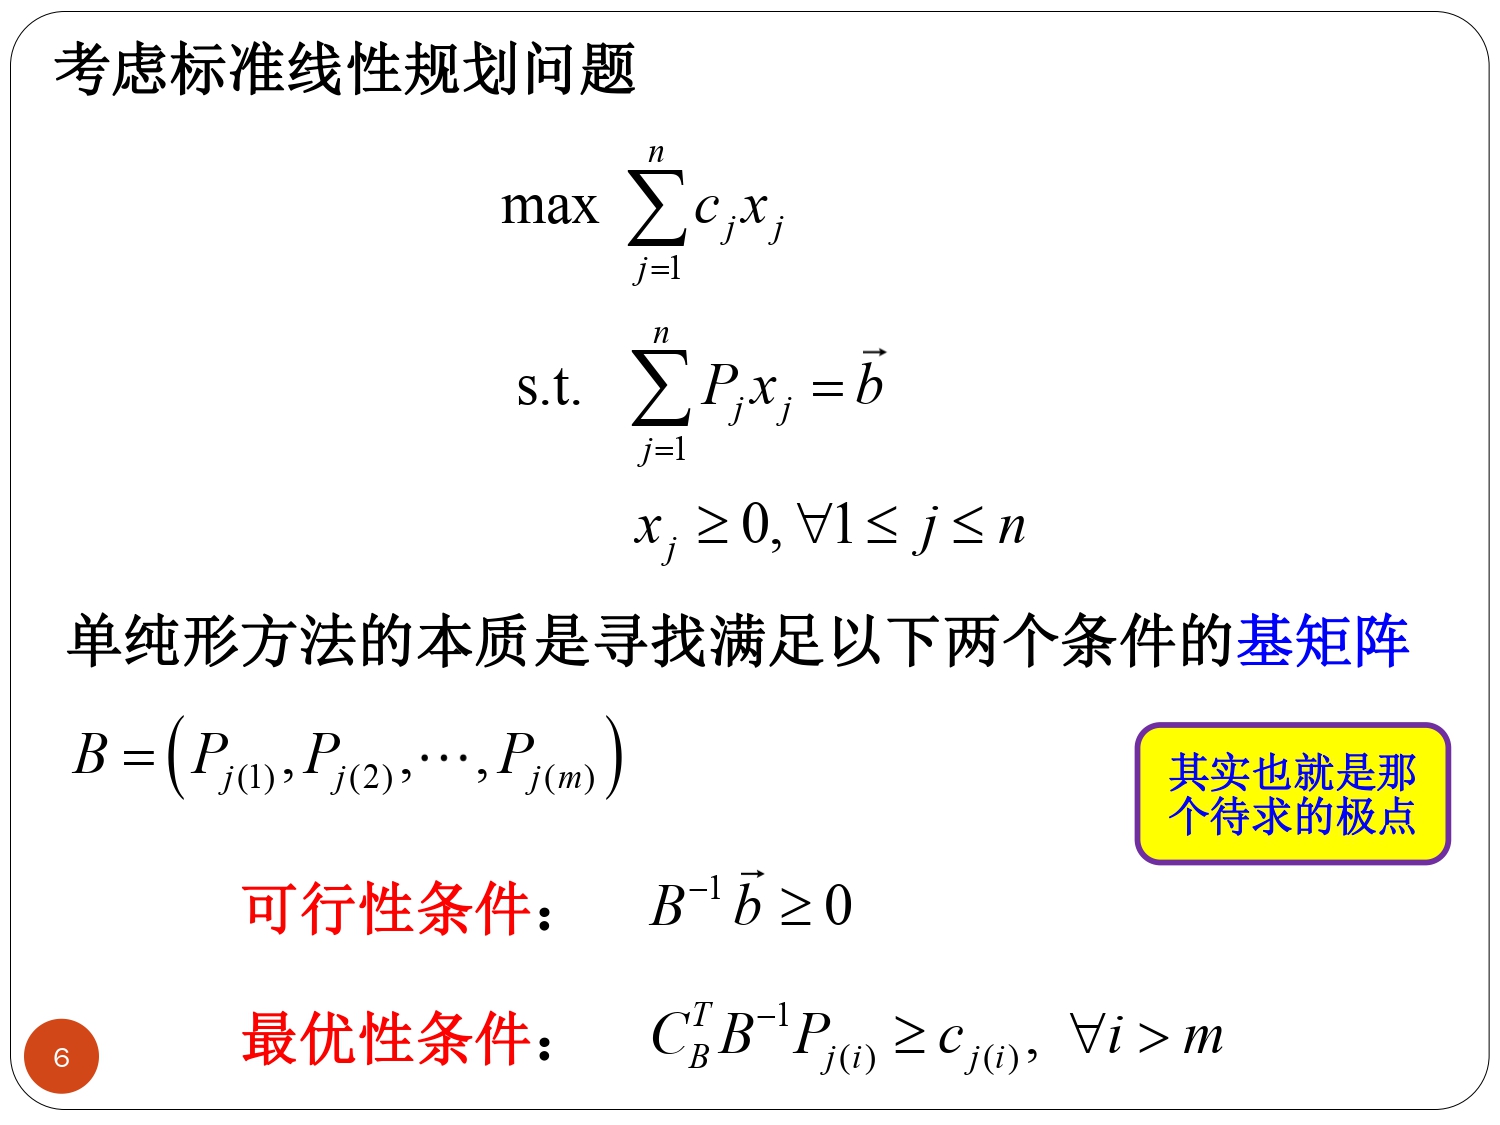 考虑标准线性规划问题
max $\sum_{j=1}^{n} c_j x_j$
s.t. $\sum_{j=1}^{n} P_j x_j = \vec{b}$
$x_j \geq 0, \forall 1 \leq j \leq n$
单纯形方法的本质是寻找满足以下两个条件的基矩阵
$B = \left( P_{j(1)}, P_{j(2)}, \cdots, P_{j(m)} \right)$
其实也就是那
个待求的极点
可行性条件： $B^{-1} \vec{b} \geq 0$
最优性条件： $C_B^T B^{-1} P_{j(i)} \geq c_{j(i)}, \forall i > m$
6